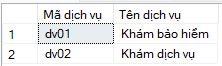 Mã dịch vụ Tên dịch vụ
1 dv01 Khám bảo hiểm
2 dv02 Khám dịch vụ